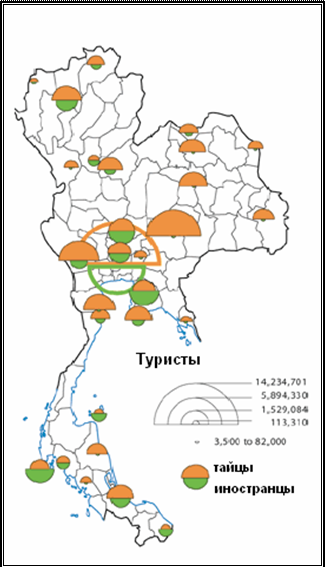 Туристы
14,234,701
5,894,330
1,529,084
113,310
3,500 to 82,000
тайцы
иностранцы